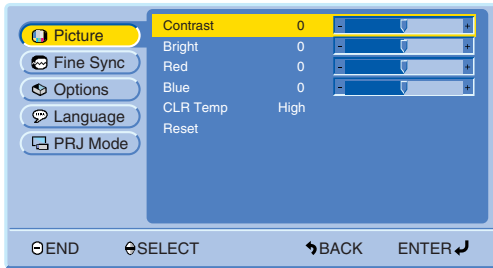 Picture
Fine Sync
Options
Language
PRJ Mode
Contrast 0 - +
Bright 0 - +
Red 0 - +
Blue 0 - +
CLR Temp High
Reset
END SELECT BACK ENTER